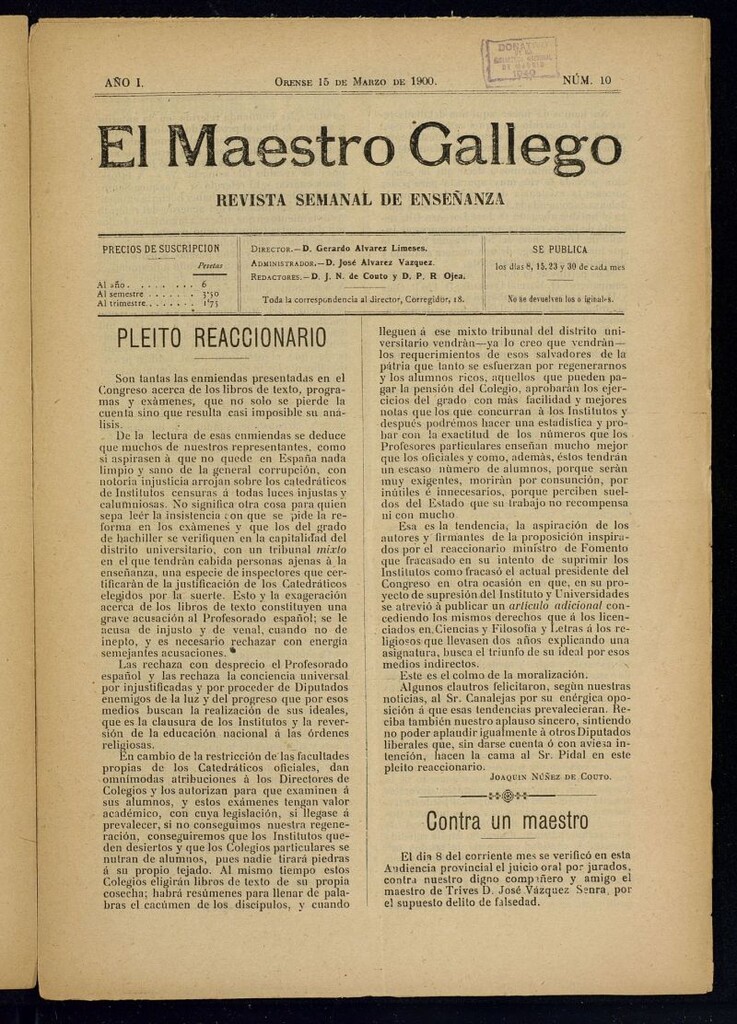 AÑO I.
ORENSE 15 DE MARZO DE 1900.
NÚM. 10
DONATIVO
1949
El Maestro Gallego
REVISTA SEMANAL DE ENSEÑANZA
PRECIOS DE SUSCRIPCION
Pesetas
Al año. . . . . . . . 6
Al semestre . . . . . . 3'50
Al trimestre. . . . . . 1'75
DIRECTOR.—D. Gerardo Alvarez Limeses.
ADMINISTRADOR.—D. José Alvarez Vazquez.
REDACTORES.—D. J. N. de Couto y D. P. R Ojea.
Toda la correspondencia al director, Corregidor, 18.
SE PUBLICA
los dias 8, 15, 23 y 30 de cada mes
No se devuelven los o iginales.
PLEITO REACCIONARIO
Son tantas las enmiendas presentadas en el
Congreso acerca de los libros de texto, progra-
mas y exàmenes, que no solo se pierde la
cuenta sino que resulta casi imposible su aná-
lisis.
De la lectura de esas enmiendas se deduce
que muchos de nuestros representantes, como
si aspirasen á que no quede en España nada
limpio y sano de la general corrupción, con
notoria injusticia arrojan sobre los catedráticos
de Institutos censuras á todas luces injustas y
calumniosas. No significa otra cosa para quien
sepa leér la insistencia con que se pide la re-
forma en los exàmenes y que los del grado
de bachiller se verifiquen en la capitalidad del
distrito universitario, con un tribunal mixto
en el que tendràn cabida personas ajenas à la
enseñanza, una especie de inspectores que cer-
tificarán de la justificación de los Catedráticos
elegidos por la suerte. Esto y la exageración
acerca de los libros de texto constituyen una
grave acusación al Profesorado español; se le
acusa de injusto y de venal, cuando no de
inepto, y es necesario rechazar con energía
semejantes acusaciones.
Las rechaza con desprecio el Profesorado
español y las rechaza la conciencia universal
por injustificadas y por proceder de Diputados
enemigos de la luz y del progreso que por esos
medios buscan la realización de sus ideales,
que es la clausura de los Institutos y la rever-
sión de la educación nacional á las órdenes
religiosas.
En cambio de la restricción de las facultades
propias de los Catedráticos oficiales, dan
omnímodas atribuciones à los Directores de
Colegios y los autorizan para que examinen á
sus alumnos, y estos exámenes tengan valor
académico, con cuya legislación, si llegase á
prevalecer, si no conseguimos nuestra regene-
ración, conseguiremos que los Institutos que-
den desiertos y que los Colegios particulares se
nutran de alumnos, pues nadie tirará piedras
á su propio tejado. Al mismo tiempo estos
Colegios eligirán libros de texto de su propia
cosecha; habrá resúmenes para llenar de pala-
bras el cacúmen de los discípulos, y cuando
lleguen á ese mixto tribunal del distrito uni-
versitario vendràn—ya lo creo que vendràn—
los requerimientos de esos salvadores de la
pátria que tanto se esfuerzan por regenerarnos
y los alumnos ricos, aquellos que pueden pa-
gar la pensión del Colegio, aprobarán los ejer-
cicios del grado con màs facilidad y mejores
notas que los que concurran à los Institutos y
después podrémos hacer una estadística y pro-
bar con la exactitud de los números que los
Profesores particulares enseñan mucho mejor
que los oficiales y como, además, éstos tendràn
un escaso número de alumnos, porque serán
muy exigentes, morirán por consunción, por
inútiles é innecesarios, porque perciben suel-
dos del Estado que su trabajo no recompensa
ni con mucho.
Esa es la tendencia, la aspiración de los
autores y firmantes de la proposición inspira-
da por el reaccionario ministro de Fomento
que fracasado en su intento de suprimir los
Institutos como fracasó el actual presidente del
Congreso en otra ocasión en que, en su pro-
yecto de supresión del Instituto y Universidades
se atrevió à publicar un artículo adicional con-
cediendo los mismos derechos que á los licen-
ciados en Ciencias y Filosofia y Letras á los re-
ligiosos que llevasen dos años explicando una
asignatura, busca el triunfo de su ideal por esos
medios indirectos.
Este es el colmo de la moralización.
Algunos claustros felicitaron, según nuestras
noticias, al Sr. Canalejas por su enérgica oposi-
ción á que esas tendencias prevalecieran. Re-
ciba también nuestro aplauso sincero, sintiendo
no poder aplaudir igualmente à otros Diputados
liberales que, sin darse cuenta ó con aviesa in-
tención, hacen la cama al Sr. Pidal en este
pleito reaccionario.
JOAQUIN NÚÑEZ DE COUTO.
Contra un maestro
El dia 8 del corriente mes se verificó en esta
Audiencia provincial el juicio oral por jurados,
contra nuestro digno compañero y amigo el
maestro de Trives D. José Vázquez Senra, por
el supuesto delito de falsedad.